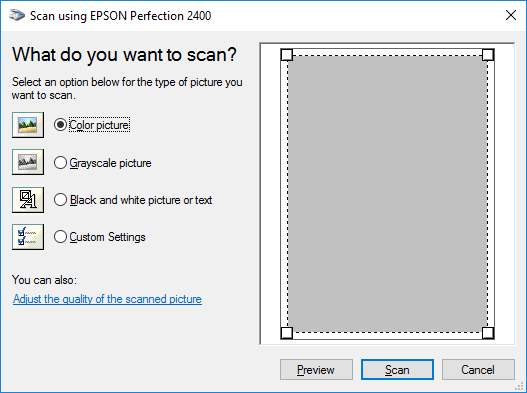 Scan using EPSON Perfection 2400
What do you want to scan?
Select an option below for the type of picture you
want to scan.
Color picture
Grayscale picture
Black and white picture or text
Custom Settings
You can also:
Adjust the quality of the scanned picture
Preview
Scan
Cancel